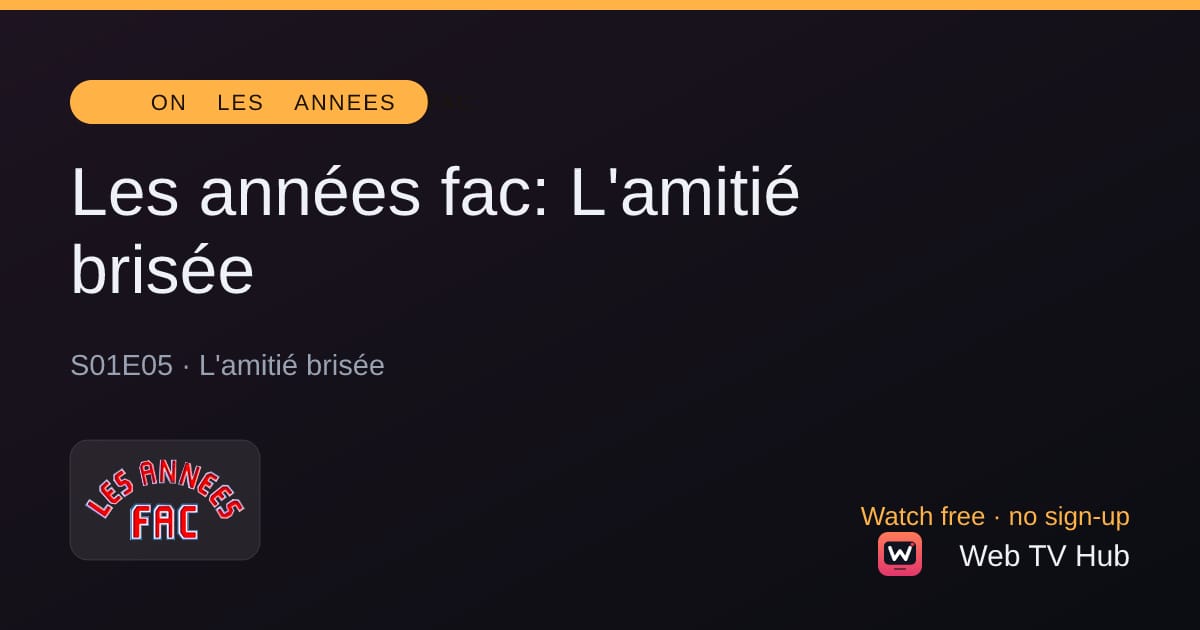 ON LES ANNEES
Les années fac: L'amitié
brisée
S01E05 · L'amitié brisée
LES ANNEES
FAC
Watch free · no sign-up
W
Web TV Hub